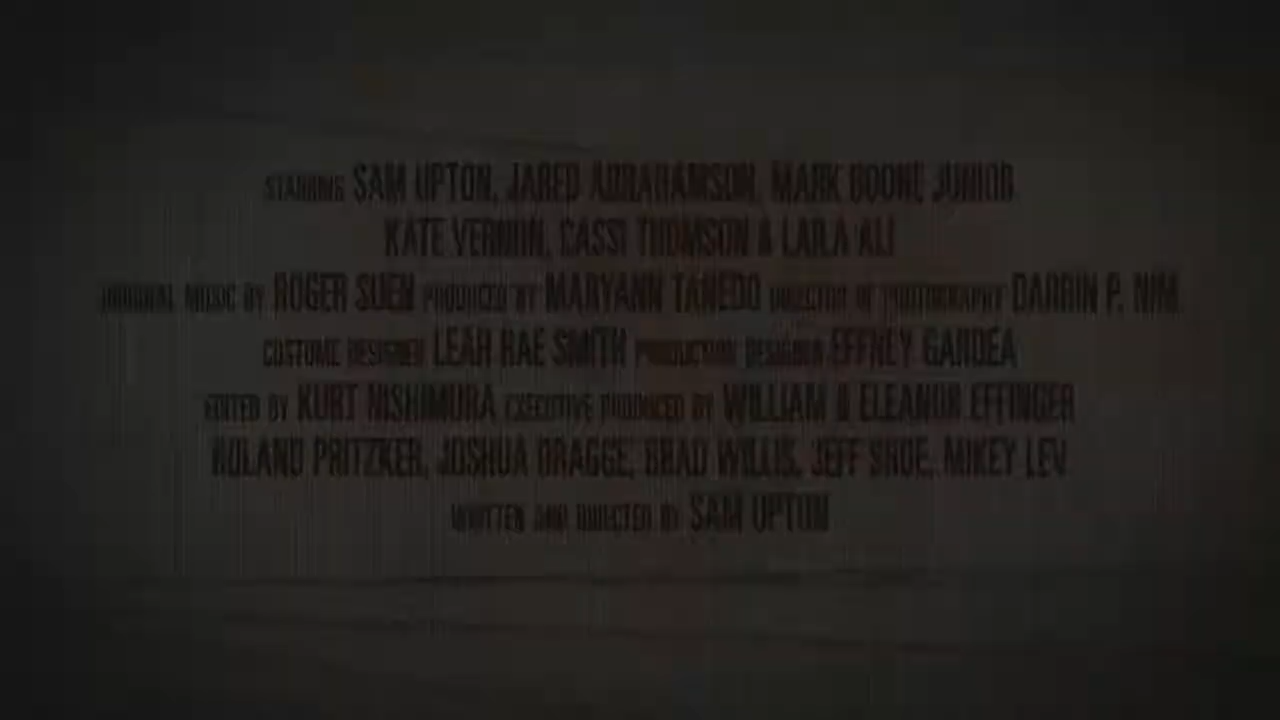 STARRING SAM UPTON, JARED ABRAHAMSON, MARK BOONE JUNIOR
KATE VERNON, CASSI THOMSON & LAILA ALI
ORIGINAL MUSIC BY ROGER SUEN PRODUCED BY MARYANN TANEDO DIRECTOR OF PHOTOGRAPHY DARRIN P. NIM
COSTUME DESIGNER LEAH RAE SMITH PRODUCTION DESIGNER EFFNEY GARDEA
EDITED BY KURT NISHIMURA EXECUTIVE PRODUCED BY WILLIAM & ELEANOR EFFINGER
ROLAND PRITZKER, JOSHUA BRAD WILLIS, JEFF MIKEY LEV
WRITTEN AND DIRECTED BY SAM UPTON